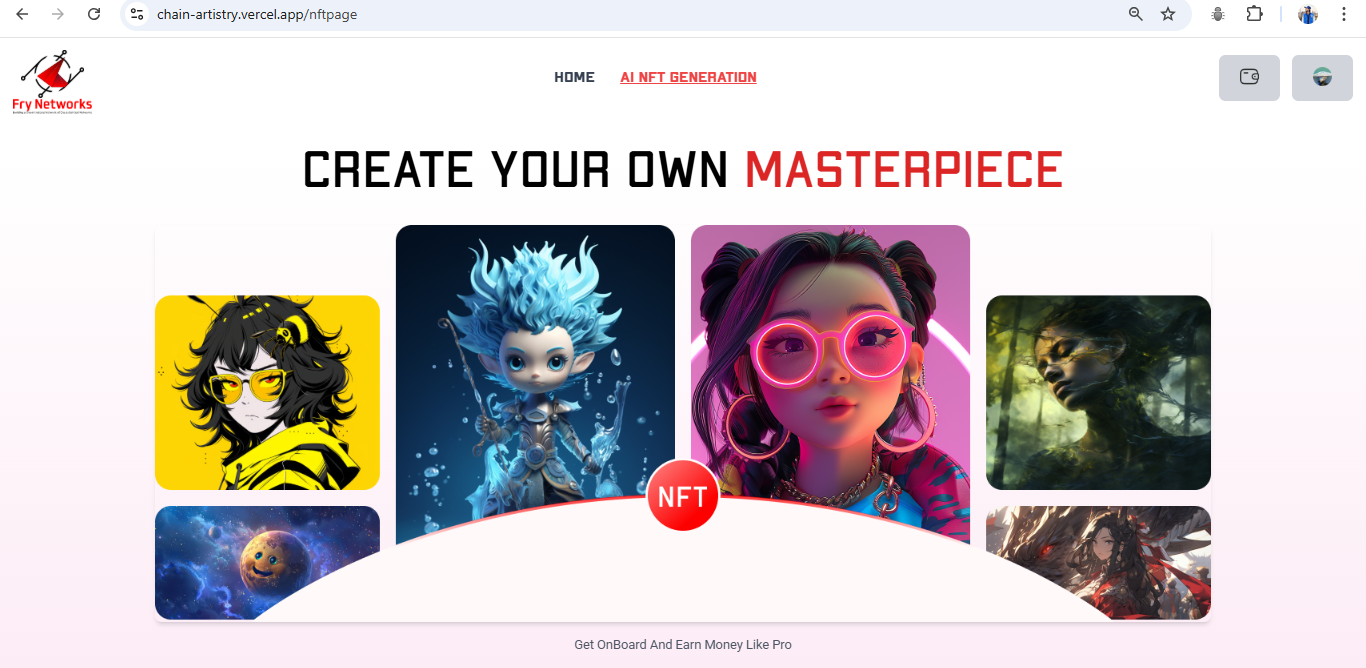 chain-artistry.vercel.app/nftpage
Fry Networks
HOME
AI NFT GENERATION
CREATE YOUR OWN MASTERPIECE
NFT
Get OnBoard And Earn Money Like Pro